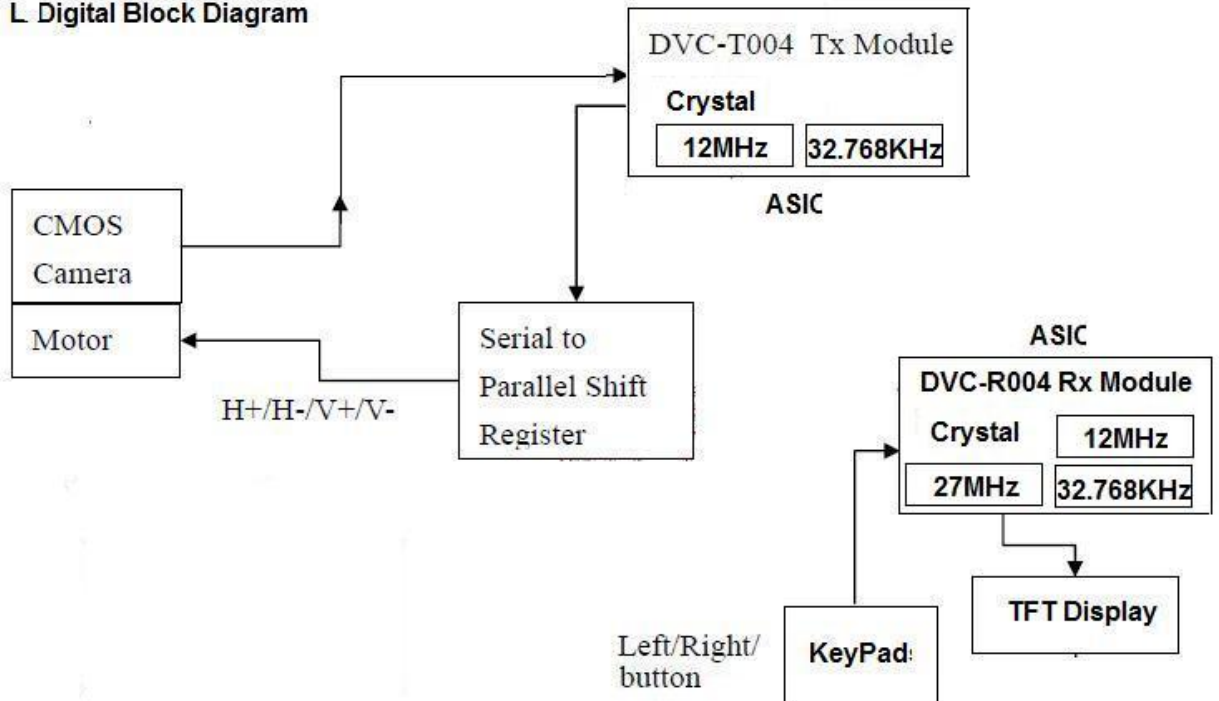 L. Digital Block Diagram
DVC-T004 Tx Module
Crystal
12MHz 32.768KHz
ASIC
CMOS
Camera
Motor
H+/H-/V+/V-
Serial to
Parallel Shift
Register
ASIC
DVC-R004 Rx Module
Crystal 12MHz
27MHz 32.768KHz
TFT Display
Left/Right/
button
KeyPads